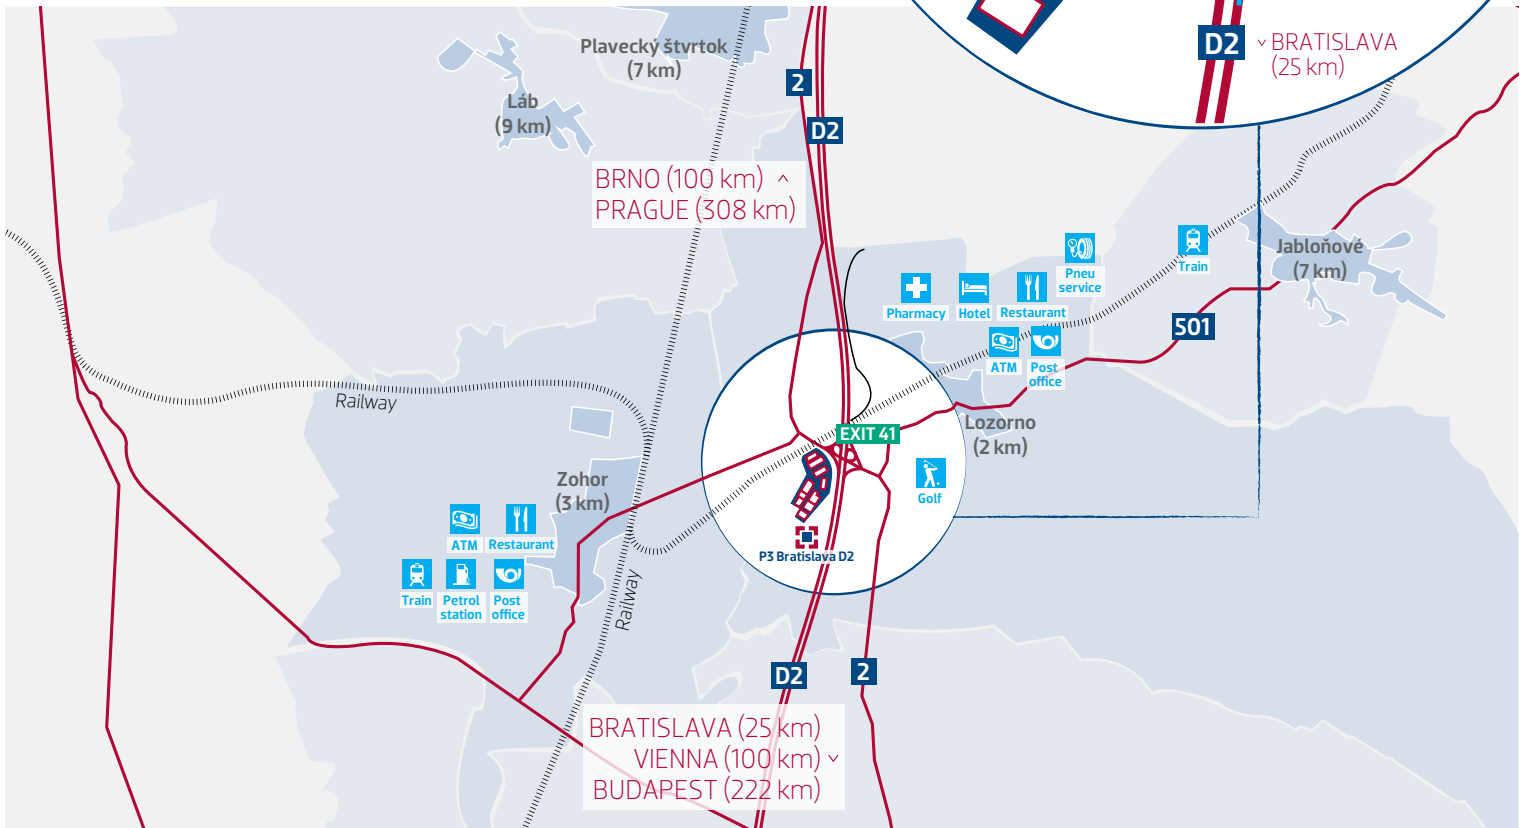 Plavecký štvrtok
(7 km)
Láb
(9 km)
2
D2
D2
BRATISLAVA
(25 km)
BRNO (100 km)
PRAGUE (308 km)
Pneu
service
Train
Jabloňové
(7 km)
Pharmacy
Hotel
Restaurant
S01
ATM
Post
office
Railway
EXIT 41
Lozorno
(2 km)
Zohor
(3 km)
Golf
ATM
Restaurant
P3 Bratislava D2
Train
Petrol
station
Post
office
Railway
D2
2
BRATISLAVA (25 km)
VIENNA (100 km)
BUDAPEST (222 km)